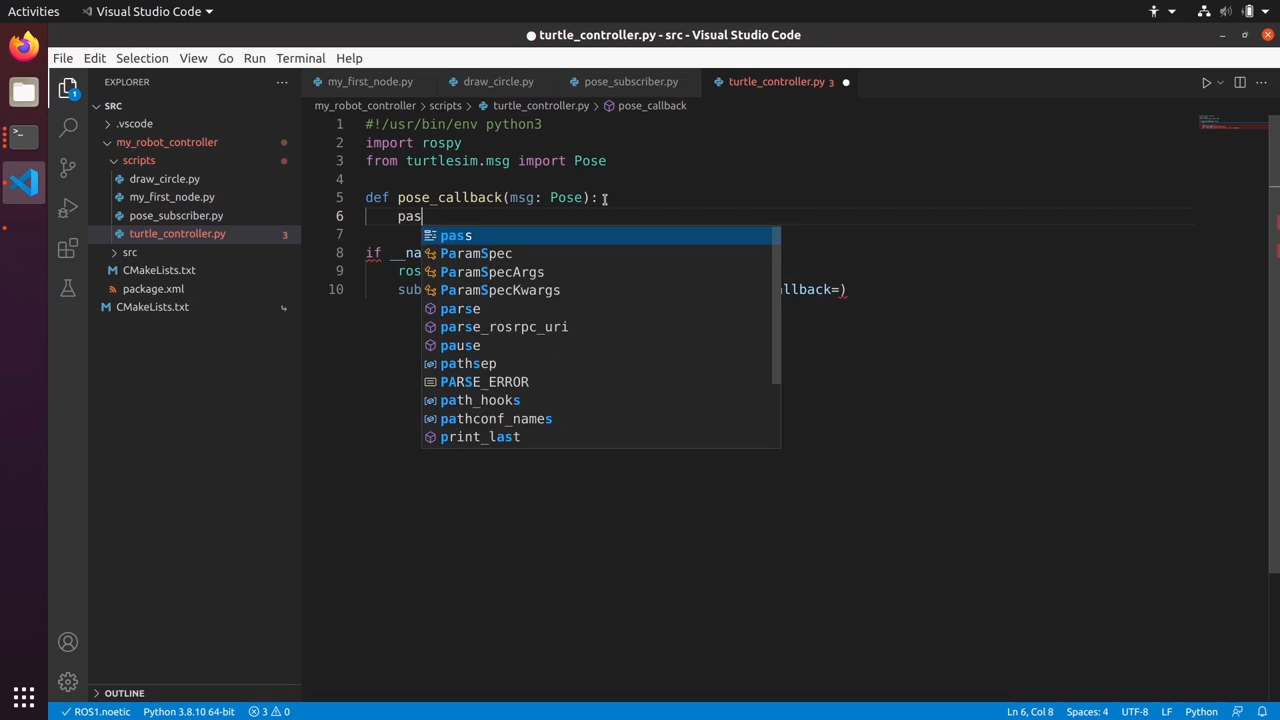 Activities
Visual Studio Code
turtle_controller.py - src - Visual Studio Code
File Edit Selection View Go Run Terminal Help
EXPLORER
my_first_node.py
draw_circle.py
pose_subscriber.py
turtle_controller.py 3
SRC
.vscode
my_robot_controller
scripts
draw_circle.py
my_first_node.py
pose_subscriber.py
turtle_controller.py 3
src
CMakeLists.txt
package.xml
CMakeLists.txt
OUTLINE
my_robot_controller > scripts > turtle_controller.py > pose_callback
1 #!/usr/bin/env python3
2 import rospy
3 from turtlesim.msg import Pose
4
5 def pose_callback(msg: Pose):
6 pas
7
8 if __na
9 ros
10 sub allback=)
pass
ParamSpec
ParamSpecArgs
ParamSpecKwargs
parse
parse_rosrpc_uri
pause
pathsep
PARSE_ERROR
path_hooks
pathconf_names
print_last
1
ROS1.noetic Python 3.8.10 64-bit 3 0 Ln 6, Col 8 Spaces: 4 UTF-8 LF Python